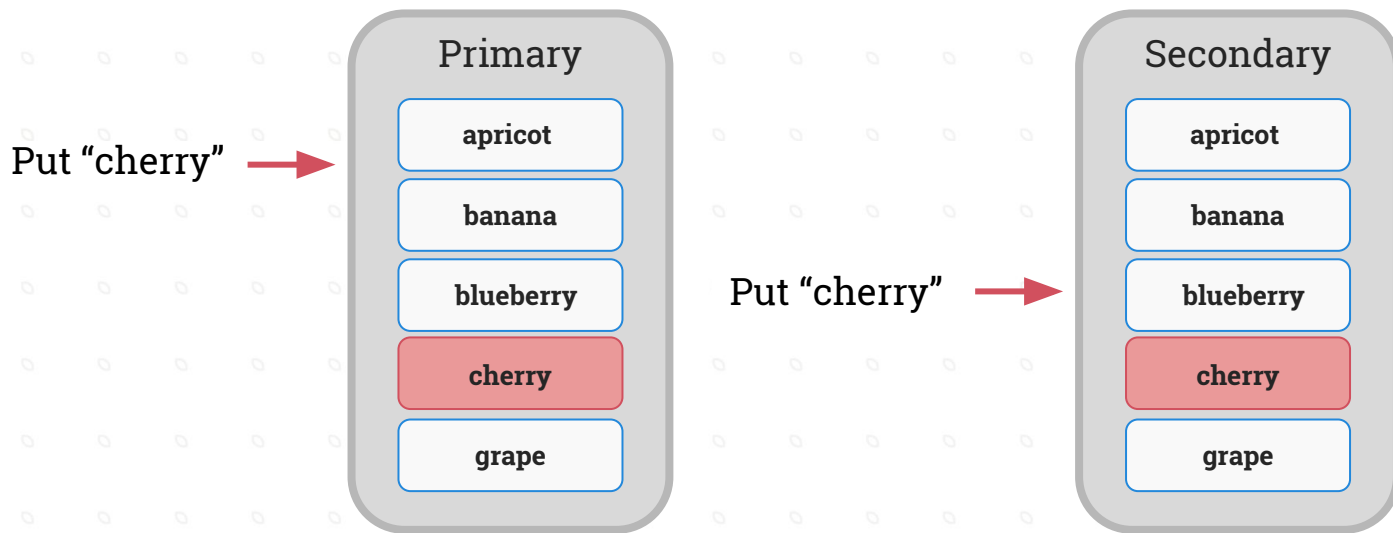 Primary
Put “cherry”
apricot
banana
blueberry
cherry
grape
Secondary
Put “cherry”
apricot
banana
blueberry
cherry
grape